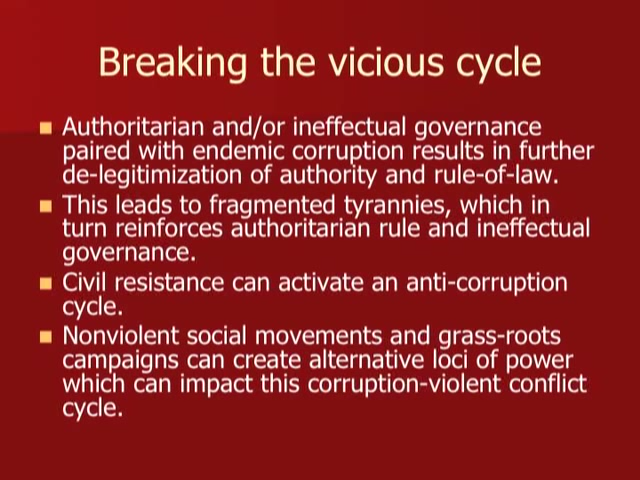 Breaking the vicious cycle
Authoritarian and/or ineffectual governance
paired with endemic corruption results in further
de-legitimization of authority and rule-of-law.
This leads to fragmented tyrannies, which in
turn reinforces authoritarian rule and ineffectual
governance.
Civil resistance can activate an anti-corruption
cycle.
Nonviolent social movements and grass-roots
campaigns can create alternative loci of power
which can impact this corruption-violent conflict
cycle.